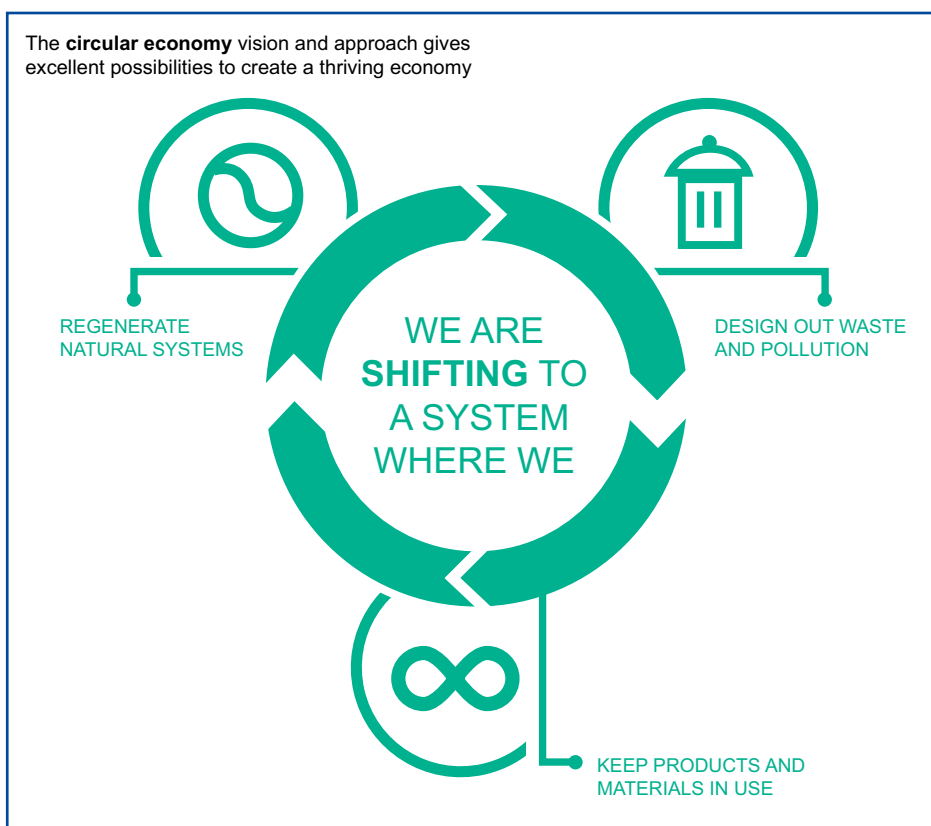 The circular economy vision and approach gives
excellent possibilities to create a thriving economy
REGENERATE
NATURAL SYSTEMS
WE ARE
SHIFTING TO
A SYSTEM
WHERE WE
DESIGN OUT WASTE
AND POLLUTION
KEEP PRODUCTS AND
MATERIALS IN USE